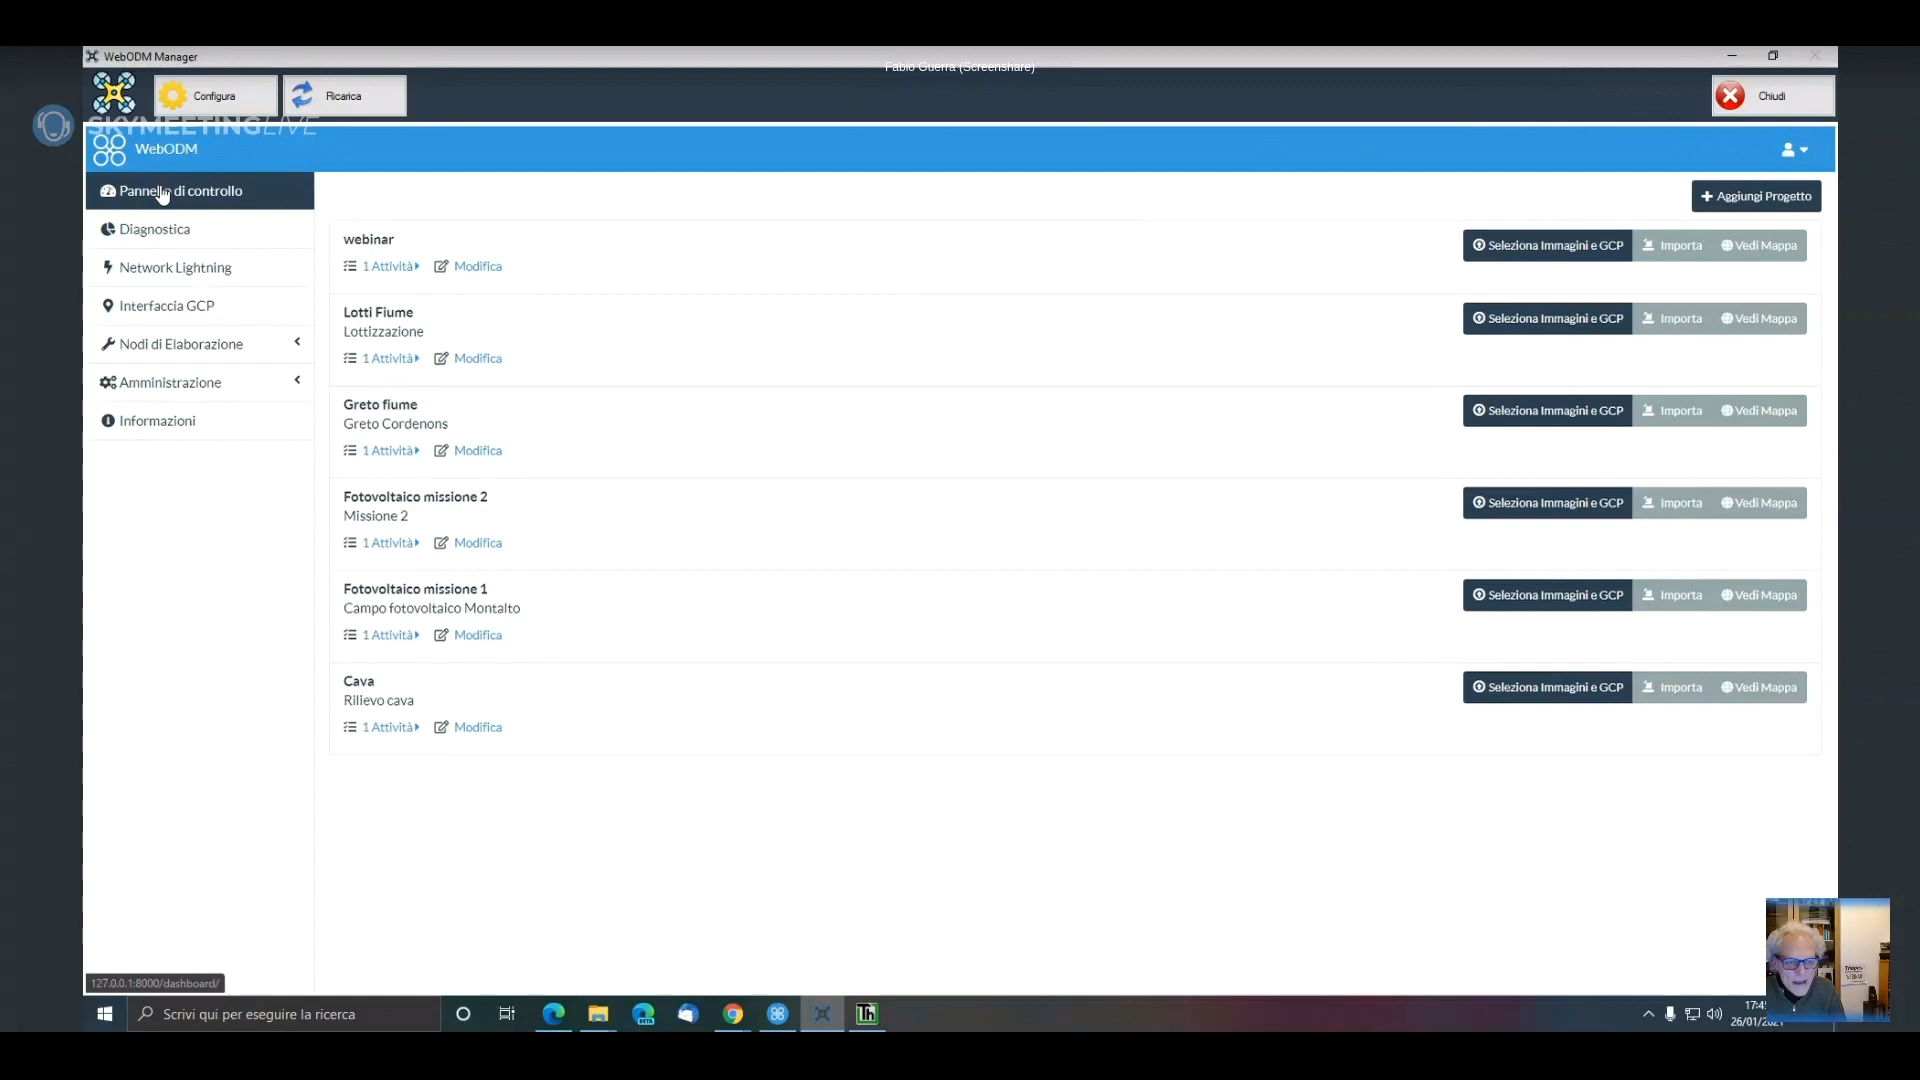 WebODM Manager
Fabio Guerra (Screenshare)
Configura
Ricarica
Chiudi
SKYMEETINGLIVE
WebODM
Pannello di controllo
Aggiungi Progetto
Diagnostica
Network Lightning
Interfaccia GCP
Nodi di Elaborazione
Amministrazione
Informazioni
webinar
1 Attività Modifica
Seleziona Immagini e GCP Importa Vedi Mappa
Lotti Fiume
Lottizzazione
1 Attività Modifica
Seleziona Immagini e GCP Importa Vedi Mappa
Greto fiume
Greto Cordenons
1 Attività Modifica
Seleziona Immagini e GCP Importa Vedi Mappa
Fotovoltaico missione 2
Missione 2
1 Attività Modifica
Seleziona Immagini e GCP Importa Vedi Mappa
Fotovoltaico missione 1
Campo fotovoltaico Montalto
1 Attività Modifica
Seleziona Immagini e GCP Importa Vedi Mappa
Cava
Rilievo cava
1 Attività Modifica
Seleziona Immagini e GCP Importa Vedi Mappa
127.0.0.1:8000/dashboard/
Scrivi qui per eseguire la ricerca
Th